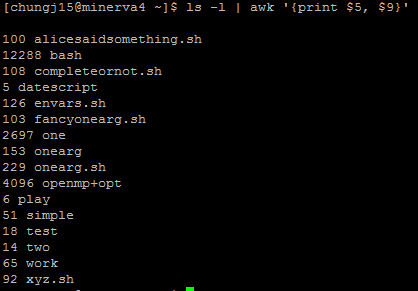 [chungj15@minerva4 ~]$ ls -l | awk '{print $5, $9}'
100 alicesaidsomething.sh
12288 bash
108 completeornot.sh
5 datescript
126 envars.sh
103 fancyonearg.sh
2697 one
153 onearg
229 onearg.sh
4096 openmp+opt
6 play
51 simple
18 test
14 two
65 work
92 xyz.sh